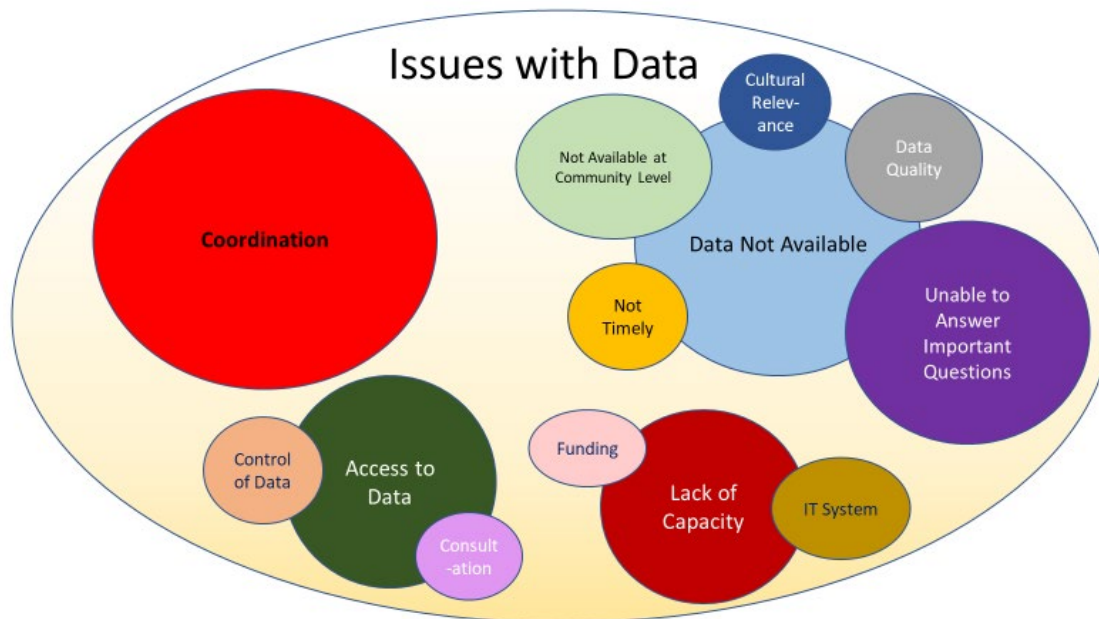 Issues with Data
Cultural
Relev-
ance
Data
Quality
Not Available at
Community Level
Coordination
Data Not Available
Not
Timely
Unable to
Answer
Important
Questions
Control
of Data
Access to
Data
Consult
-ation
Funding
Lack of
Capacity
IT System